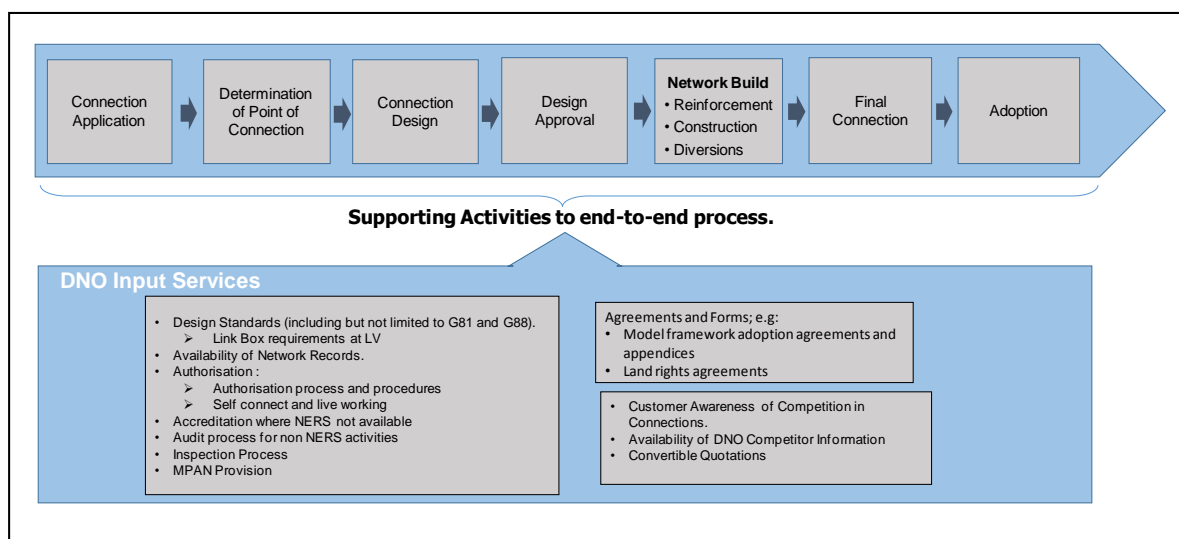 Connection
Application
Determination
of Point of
Connection
Connection
Design
Design
Approval
Network Build
• Reinforcement
• Construction
• Diversions
Final
Connection
Adoption
Supporting Activities to end-to-end process.
DNO Input Services
• Design Standards (including but not limited to G81 and G88).
➢ Link Box requirements at LV
• Availability of Network Records.
• Authorisation :
➢ Authorisation process and procedures
➢ Self connect and live working
• Accreditation where NERS not available
• Audit process for non NERS activities
• Inspection Process
• MPAN Provision
Agreements and Forms; e.g:
• Model framework adoption agreements and
appendices
• Land rights agreements
• Customer Awareness of Competition in
Connections.
• Availability of DNO Competitor Information
• Convertible Quotations